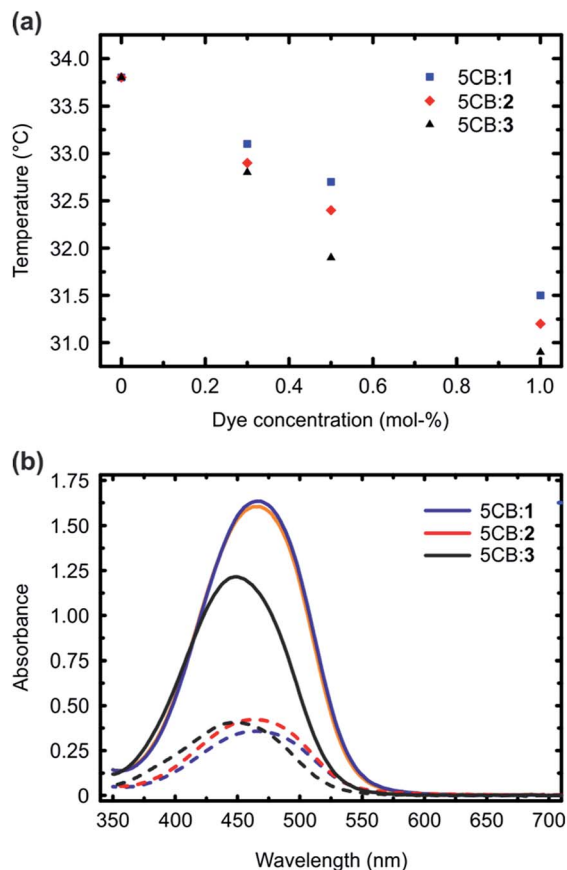 (a)
34.0
33.5
33.0
32.5
32.0
31.5
31.0
Temperature (°C)
5CB:1
5CB:2
5CB:3
0
0.2
0.4
0.6
0.8
1.0
Dye concentration (mol-%)
(b)
1.75
1.50
1.25
1.00
0.75
0.50
0.25
0
Absorbance
5CB:1
5CB:2
5CB:3
350
400
450
500
550
600
650
700
Wavelength (nm)